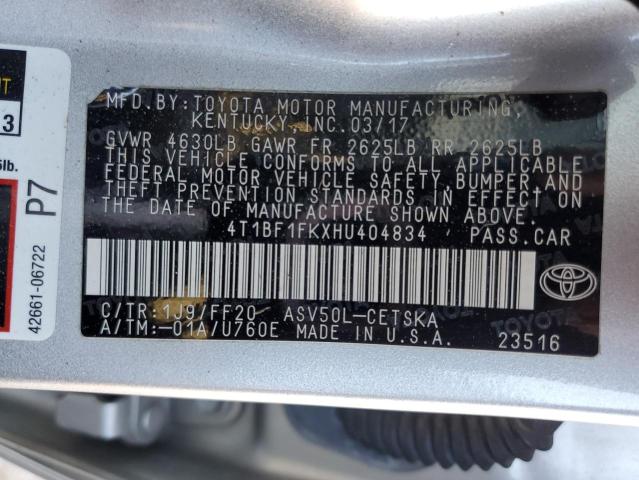 MFD.BY:TOYOTA MOTOR MANUFACTURING,
KENTUCKY,INC.03/17
GVWR 4630LB GAWR FR 2625LB RR 2625LB
THIS VEHICLE CONFORMS TO ALL APPLICABLE
FEDERAL MOTOR VEHICLE SAFETY, BUMPER,AND
THEFT PREVENTION STANDARDS IN EFFECT ON
THE DATE OF MANUFACTURE SHOWN ABOVE.
4T1BF1FKXHU404834 PASS.CAR
C/TR:1J9/FF20 ASV50L-CETSKA
A/TM:-01A/U760E MADE IN U.S.A.
23516
TOYOTA
3
lb.
P7
42661-06722